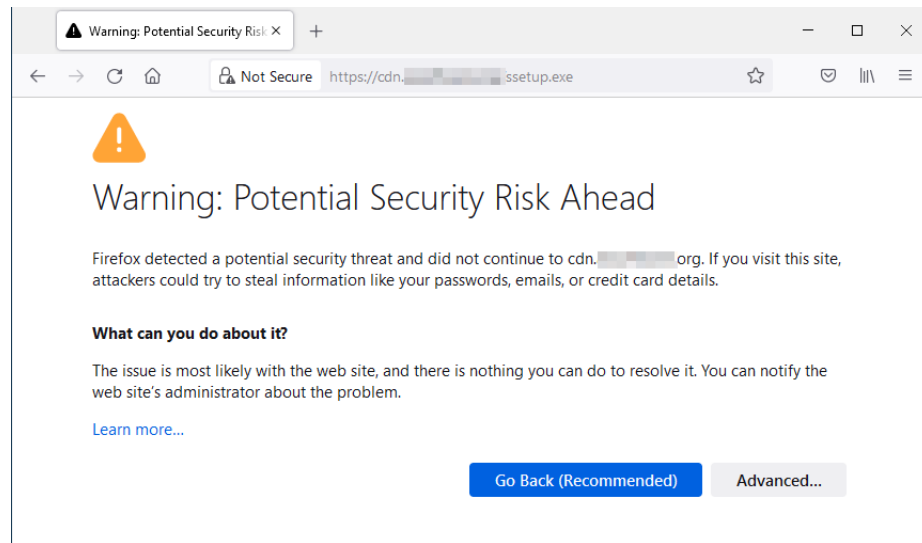 Warning: Potential Security Risk
Not Secure https://cdn. ssetup.exe
Warning: Potential Security Risk Ahead
Firefox detected a potential security threat and did not continue to cdn. .org. If you visit this site,
attackers could try to steal information like your passwords, emails, or credit card details.
What can you do about it?
The issue is most likely with the web site, and there is nothing you can do to resolve it. You can notify the
web site's administrator about the problem.
Learn more...
Go Back (Recommended) Advanced...